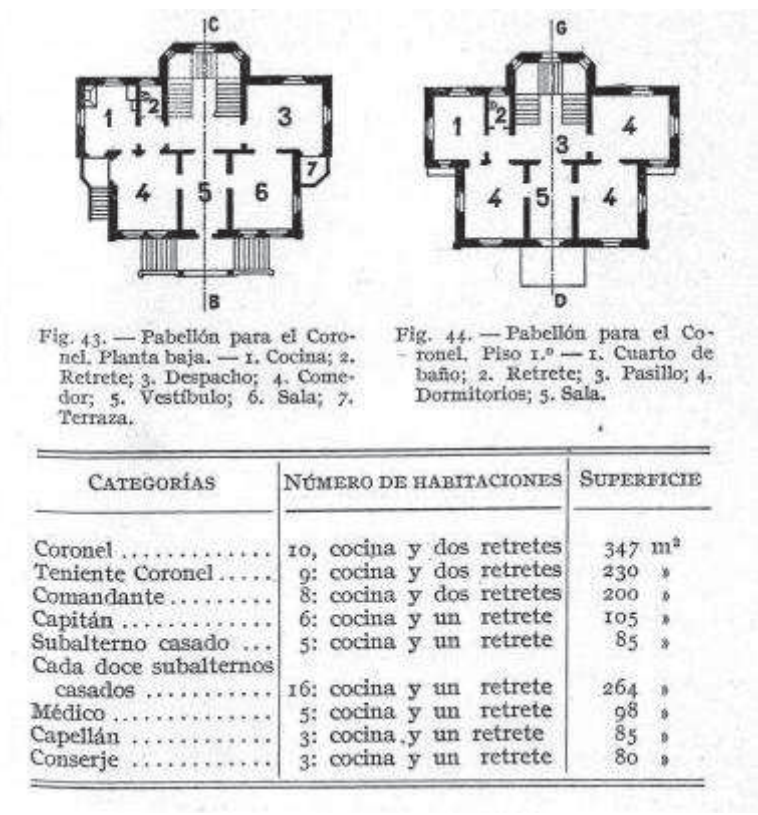 C
1
2
3
7
4
5
6
B
G
1
2
4
3
4
5
4
D
Fig. 43. — Pabellón para el Coro-
nel. Planta baja. — 1. Cocina; 2.
Retrete; 3. Despacho; 4. Come-
dor; 5. Vestíbulo; 6. Sala; 7.
Terraza.
Fig. 44. — Pabellón para el Co-
ronel. Piso 1.º — 1. Cuarto de
baño; 2. Retrete; 3. Pasillo; 4.
Dormitorios; 5. Sala.
CATEGORÍAS NÚMERO DE HABITACIONES SUPERFICIE
Coronel .............. 10, cocina y dos retretes 347 m²
Teniente Coronel ..... 9: cocina y dos retretes 230 »
Comandante ......... 8: cocina y dos retretes 200 »
Capitán .............. 6: cocina y un retrete 105 »
Subalterno casado ... 5: cocina y un retrete 85 »
Cada doce subalternos
casados ........... 16: cocina y un retrete 264 »
Médico .............. 5: cocina y un retrete 98 »
Capellán ............. 3: cocina y un retrete 85 »
Conserje ............. 3: cocina y un retrete 80 »